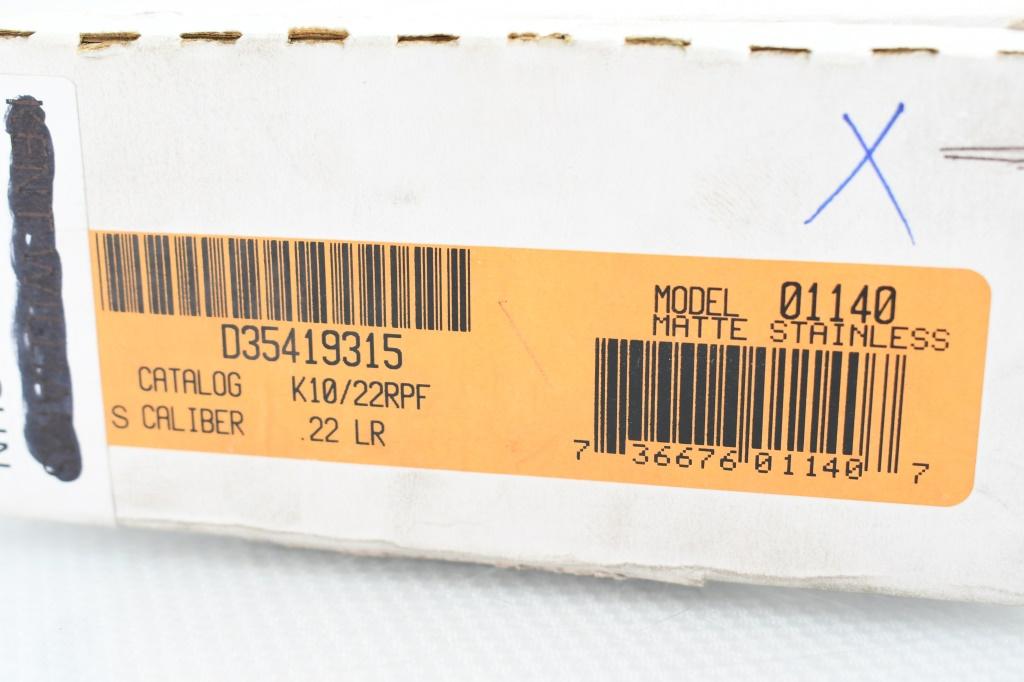 D35419315
CATALOG K10/22RPF
S CALIBER .22 LR
MODEL 01140
MATTE STAINLESS
7 36676 01140 7
X